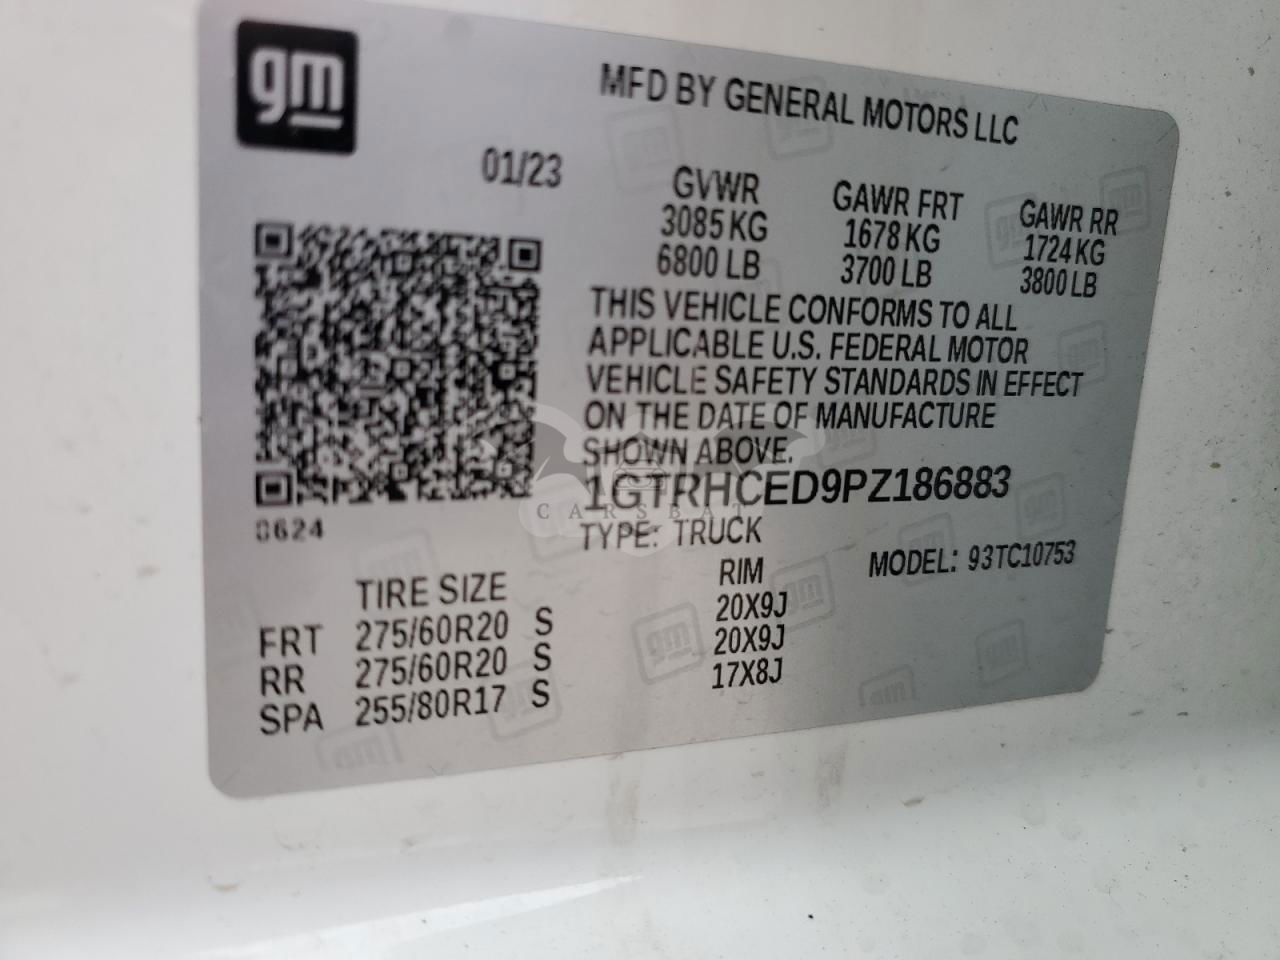 gm
MFD BY GENERAL MOTORS LLC
01/23
GVWR GAWR FRT GAWR RR
3085 KG 1678 KG 1724 KG
6800 LB 3700 LB 3800 LB
THIS VEHICLE CONFORMS TO ALL
APPLICABLE U.S. FEDERAL MOTOR
VEHICLE SAFETY STANDARDS IN EFFECT
ON THE DATE OF MANUFACTURE
SHOWN ABOVE.
1GTRHCED9PZ186883
CARSBAT
0624
TYPE: TRUCK
MODEL: 93TC10753
TIRE SIZE RIM
FRT 275/60R20 S 20X9J
RR 275/60R20 S 20X9J
SPA 255/80R17 S 17X8J